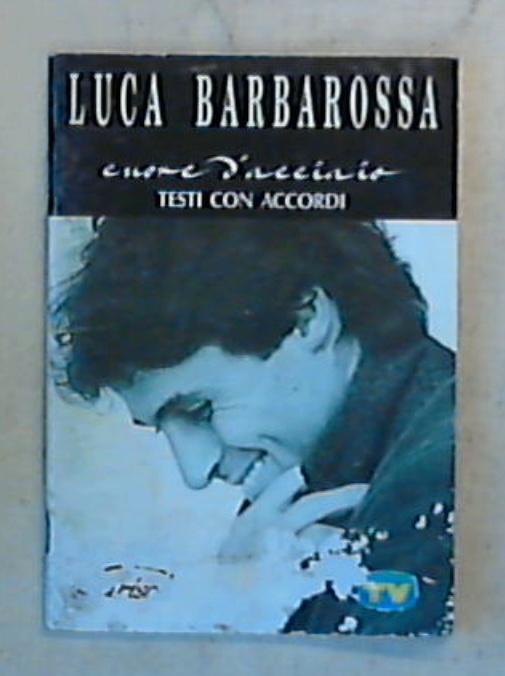 LUCA BARBAROSSA
cuore d'acciaio
TESTI CON ACCORDI
TV